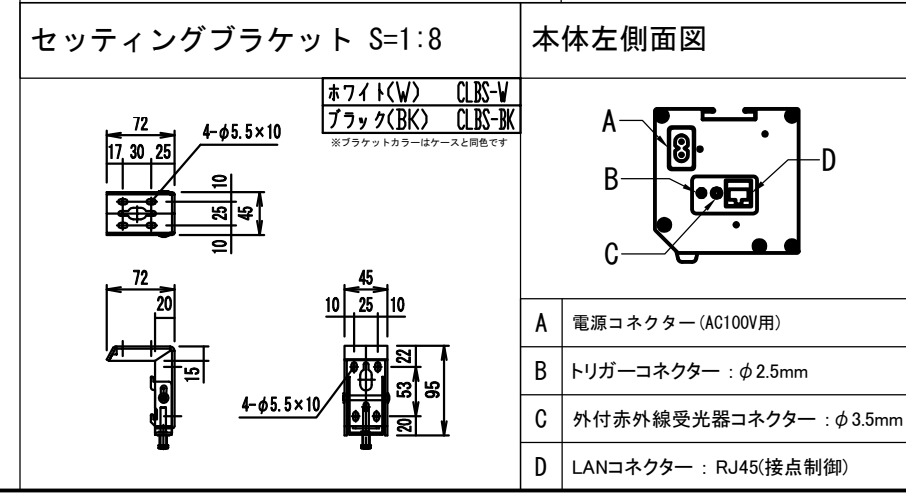 セッティングブラケット S=1:8
本体左側面図
ホワイト(W) CLBS-W
ブラック(BK) CLBS-BK
※ブラケットカラーはケースと同色です
72
4-φ5.5×10
17 30 25
10
25
45
10
72
20
15
45
10 25 10
22
53
95
20
4-φ5.5×10
A
B
C
D
A 電源コネクター(AC100V用)
B トリガーコネクター:φ2.5mm
C 外付赤外線受光器コネクター:φ3.5mm
D LANコネクター:RJ45(接点制御)